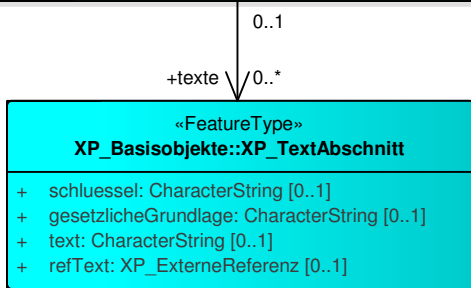 0..1
+texte 0..*
«FeatureType»
XP_Basisobjekte::XP_TextAbschnitt
+ schluessel: CharacterString [0..1]
+ gesetzlicheGrundlage: CharacterString [0..1]
+ text: CharacterString [0..1]
+ refText: XP_ExterneReferenz [0..1]